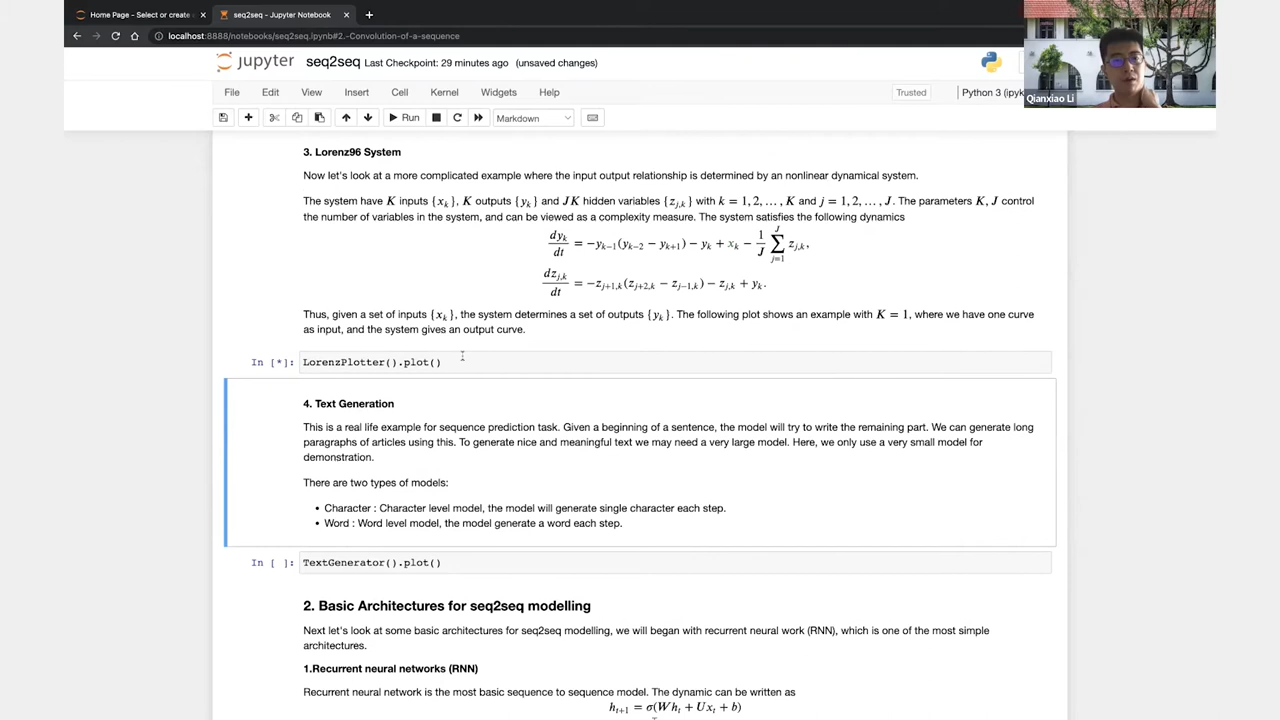 Home Page - Select or create
seq2seq - Jupyter Notebook
localhost:8888/notebooks/seq2seq.ipynb#2.-Convolution-of-a-sequence
jupyter seq2seq Last Checkpoint: 29 minutes ago (unsaved changes)
File Edit View Insert Cell Kernel Widgets Help Trusted Python 3 (ipyk
Qianxiao Li
Run Markdown
3. Lorenz96 System
Now let's look at a more complicated example where the input output relationship is determined by an nonlinear dynamical system.
The system have K inputs {x_k}, K outputs {y_k} and JK hidden variables {z_{j,k}} with k = 1, 2, … , K and j = 1, 2, … , J. The parameters K, J control
the number of variables in the system, and can be viewed as a complexity measure. The system satisfies the following dynamics
dy_k/dt = −y_{k−1}(y_{k−2} − y_{k+1}) − y_k + x_k − 1/J ∑_{j=1}^{J} z_{j,k},
dz_{j,k}/dt = −z_{j+1,k}(z_{j+2,k} − z_{j−1,k}) − z_{j,k} + y_k.
Thus, given a set of inputs {x_k}, the system determines a set of outputs {y_k}. The following plot shows an example with K = 1, where we have one curve
as input, and the system gives an output curve.
In [*]: LorenzPlotter().plot()
4. Text Generation
This is a real life example for sequence prediction task. Given a beginning of a sentence, the model will try to write the remaining part. We can generate long
paragraphs of articles using this. To generate nice and meaningful text we may need a very large model. Here, we only use a very small model for
demonstration.
There are two types of models:
• Character : Character level model, the model will generate single character each step.
• Word : Word level model, the model generate a word each step.
In [ ]: TextGenerator().plot()
2. Basic Architectures for seq2seq modelling
Next let's look at some basic architectures for seq2seq modelling, we will began with recurrent neural work (RNN), which is one of the most simple
architectures.
1.Recurrent neural networks (RNN)
Recurrent neural network is the most basic sequence to sequence model. The dynamic can be written as
h_{t+1} = σ(Wh_t + Ux_t + b)